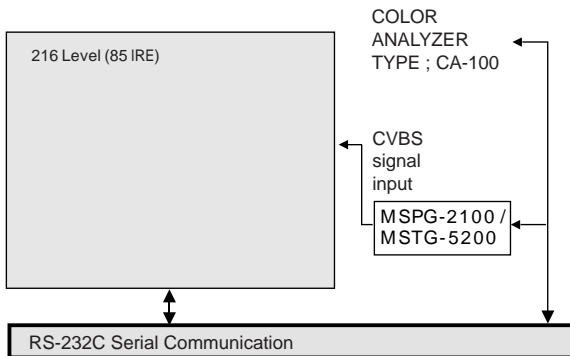 216 Level (85 IRE)
COLOR
ANALYZER
TYPE ; CA-100
CVBS
signal
input
MSPG-2100 /
MSTG-5200
RS-232C Serial Communication